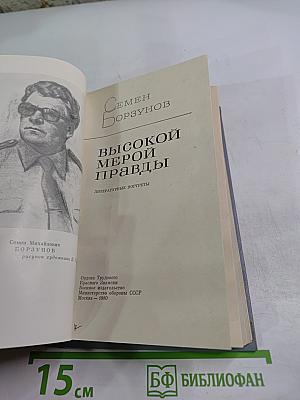 Семен Михайлович
БОРЗУНОВ
рисунок художника
Семен
Борзунов
ВЫСОКОЙ
МЕРОЙ
ПРАВДЫ
ЛИТЕРАТУРНЫЕ ПОРТРЕТЫ
Ордена Трудового
Красного Знамени
Военное издательство
Министерства обороны СССР
Москва — 1980
15 см
БФ БИБЛИОФАН